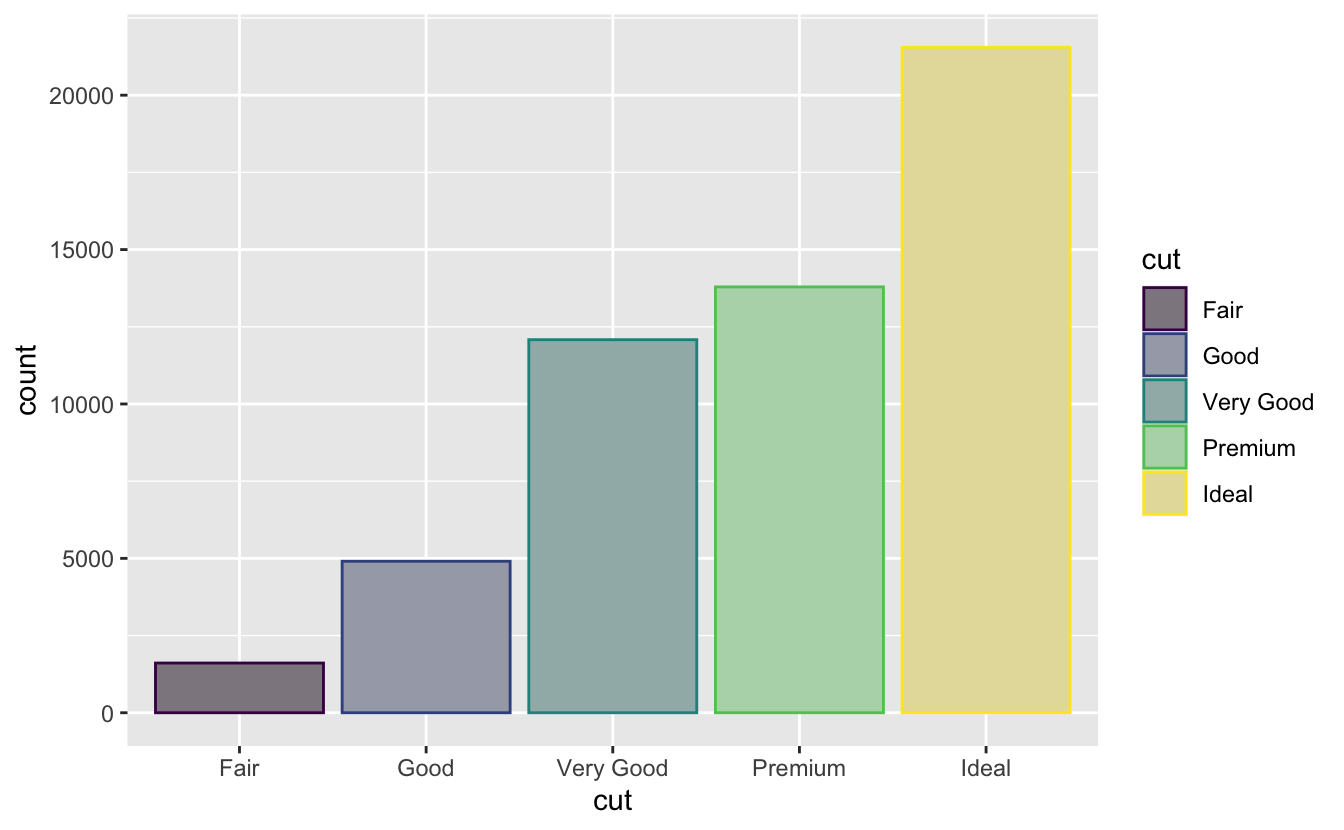 20000
15000
10000
5000
0
count
Fair
Good
Very Good
Premium
Ideal
cut
cut
Fair
Good
Very Good
Premium
Ideal